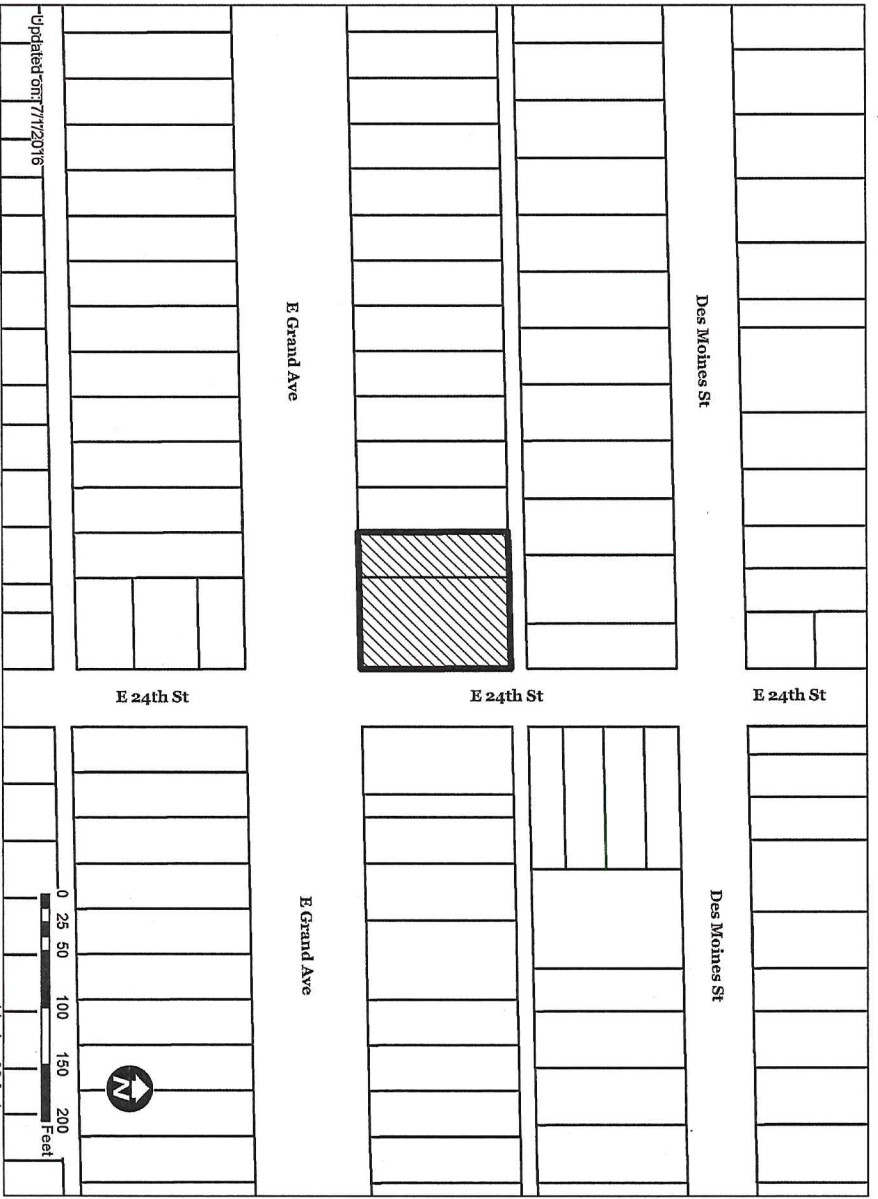 Des Moines St
Des Moines St
E 24th St
E 24th St
E 24th St
E Grand Ave
E Grand Ave
N
0 25 50 100 150 200
Feet
Updated on: 7/1/2016